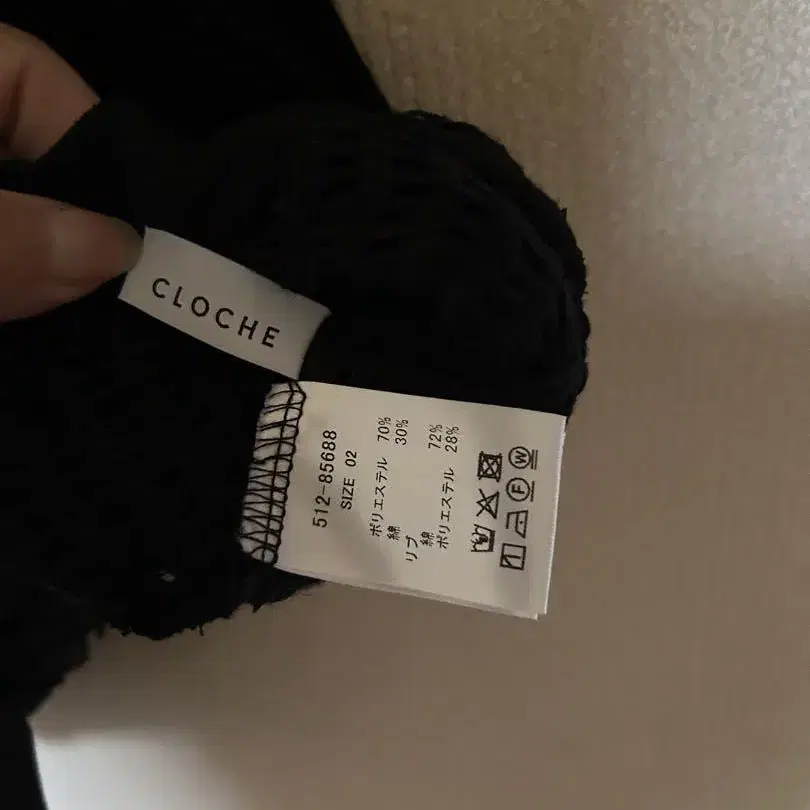 CLOCHE
512-85688
SIZE 02
ポリエステル 70%
綿 30%
リブ
綿 72%
ポリエステル 28%
W
F